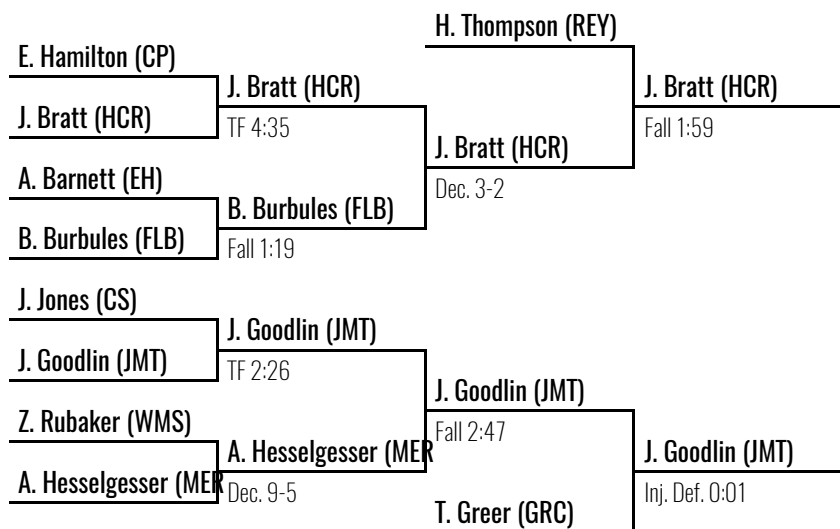 H. Thompson (REY)
E. Hamilton (CP)
J. Bratt (HCR)
J. Bratt (HCR)
J. Bratt (HCR)
TF 4:35
Fall 1:59
J. Bratt (HCR)
A. Barnett (EH)
Dec. 3-2
B. Burbules (FLB)
B. Burbules (FLB)
Fall 1:19
J. Jones (CS)
J. Goodlin (JMT)
J. Goodlin (JMT)
TF 2:26
J. Goodlin (JMT)
Z. Rubaker (WMS)
Fall 2:47
A. Hesselgesser (MER
J. Goodlin (JMT)
A. Hesselgesser (MER
Dec. 9-5
Inj. Def. 0:01
T. Greer (GRC)